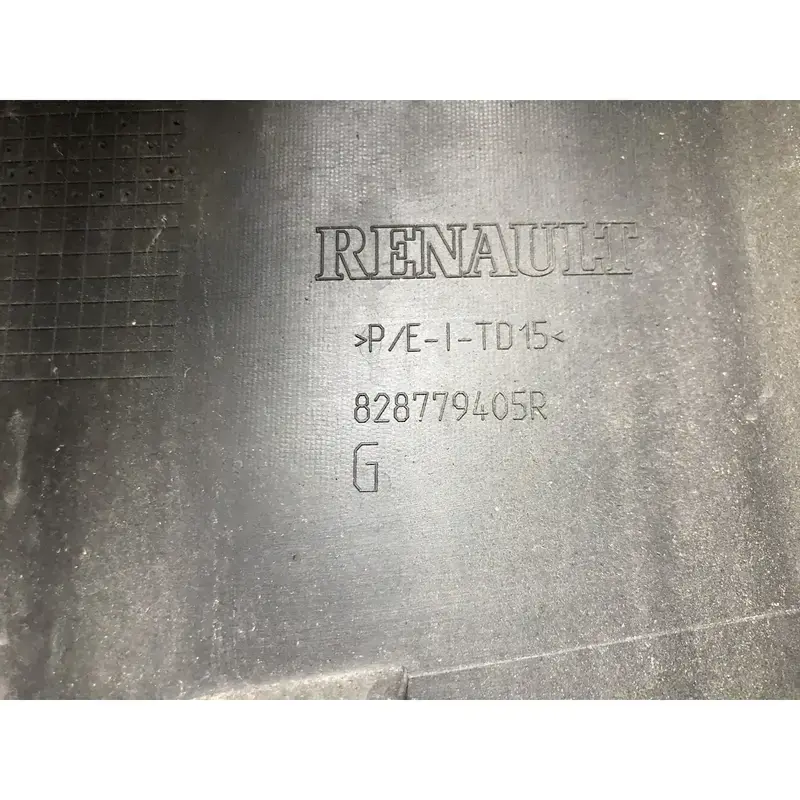 RENAULT
>P/E-I-TD15<
828779405R
G